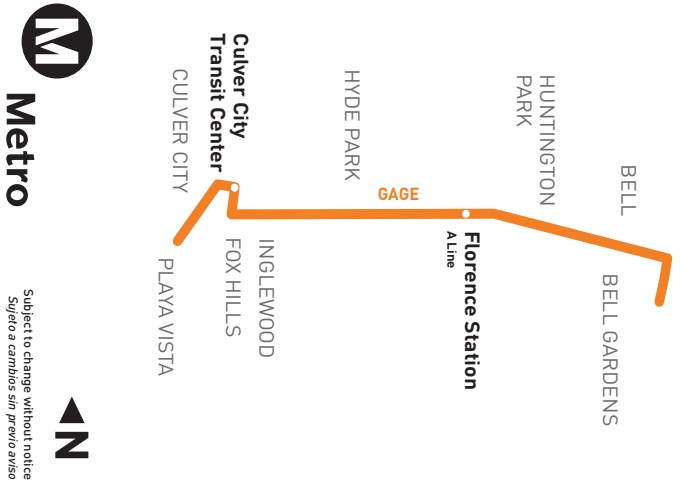 M
Metro
Culver City
Transit Center
CULVER CITY
HYDE PARK
HUNTINGTON
PARK
BELL
GAGE
Florence Station
A Line
INGLEWOOD
FOX HILLS
PLAYA VISTA
BELL GARDENS
N
Subject to change without notice
Sujeto a cambios sin previo aviso